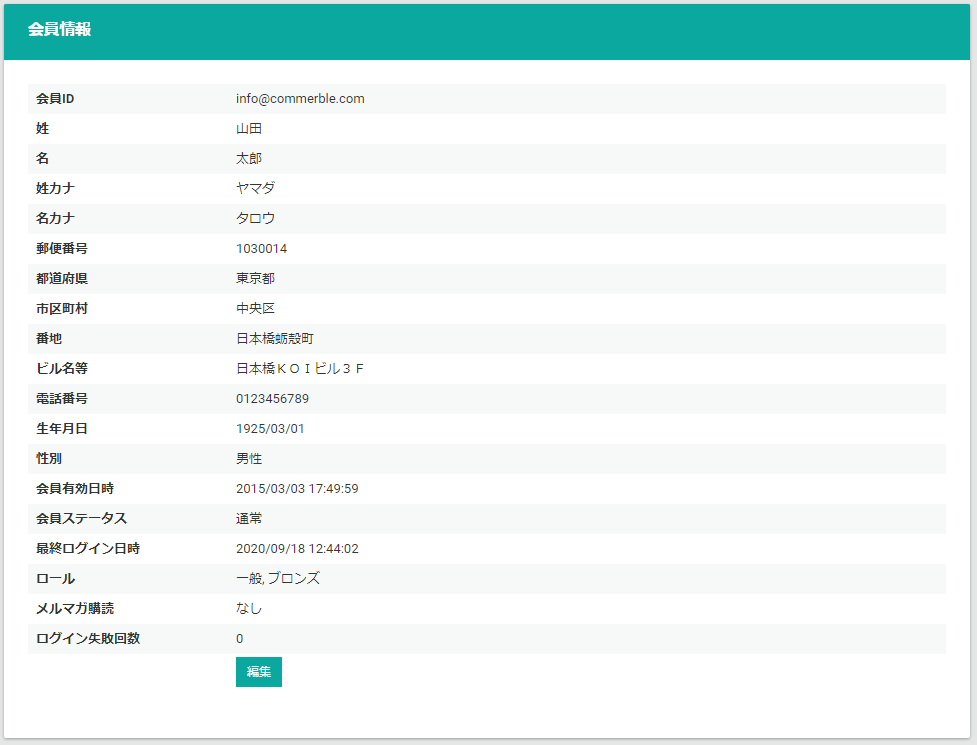 会員情報
会員ID info@commerble.com
姓 山田
名 太郎
姓カナ ヤマダ
名カナ タロウ
郵便番号 1030014
都道府県 東京都
市区町村 中央区
番地 日本橋蛎殻町
ビル名等 日本橋ＫＯＩビル３Ｆ
電話番号 0123456789
生年月日 1925/03/01
性別 男性
会員有効日時 2015/03/03 17:49:59
会員ステータス 通常
最終ログイン日時 2020/09/18 12:44:02
ロール 一般, ブロンズ
メルマガ購読 なし
ログイン失敗回数 0
編集